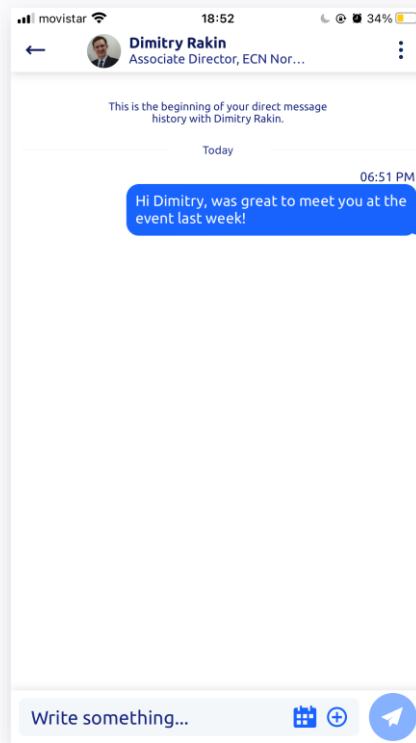 movistar 18:52 34%
Dimitry Rakin
Associate Director, ECN Nor...
This is the beginning of your direct message
history with Dimitry Rakin.
Today
06:51 PM
Hi Dimitry, was great to meet you at the
event last week!
Write something...